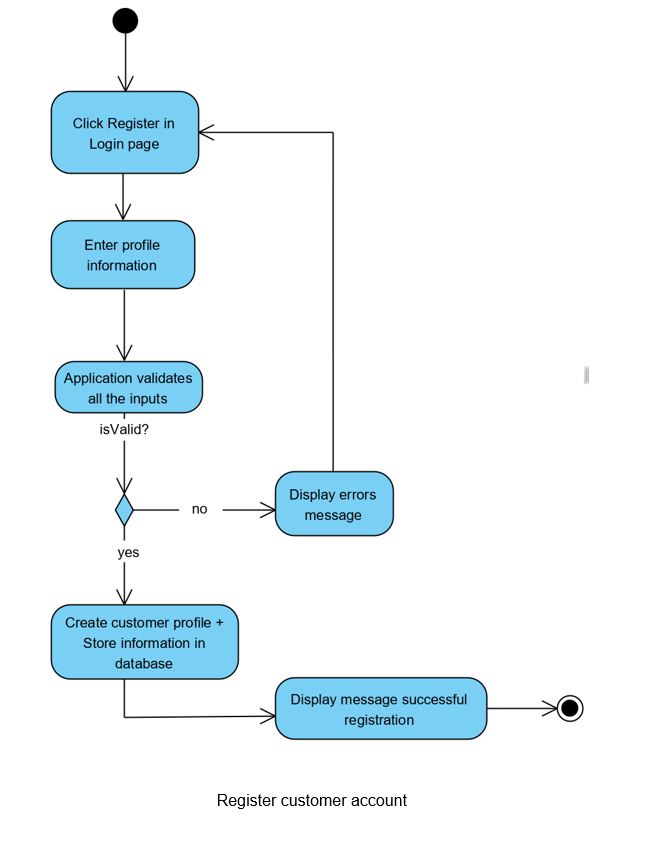 Click Register in
Login page
Enter profile
information
Application validates
all the inputs
isValid?
no
Display errors
message
yes
Create customer profile +
Store information in
database
Display message successful
registration
Register customer account